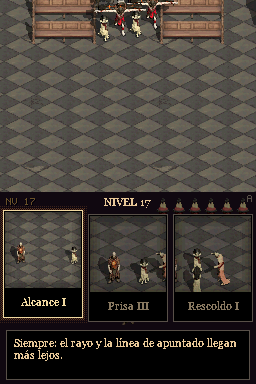 NV 17
NIVEL 17
A
Alcance I
Prisa III
Rescoldo I
Siempre: el rayo y la línea de apuntado llegan
más lejos.